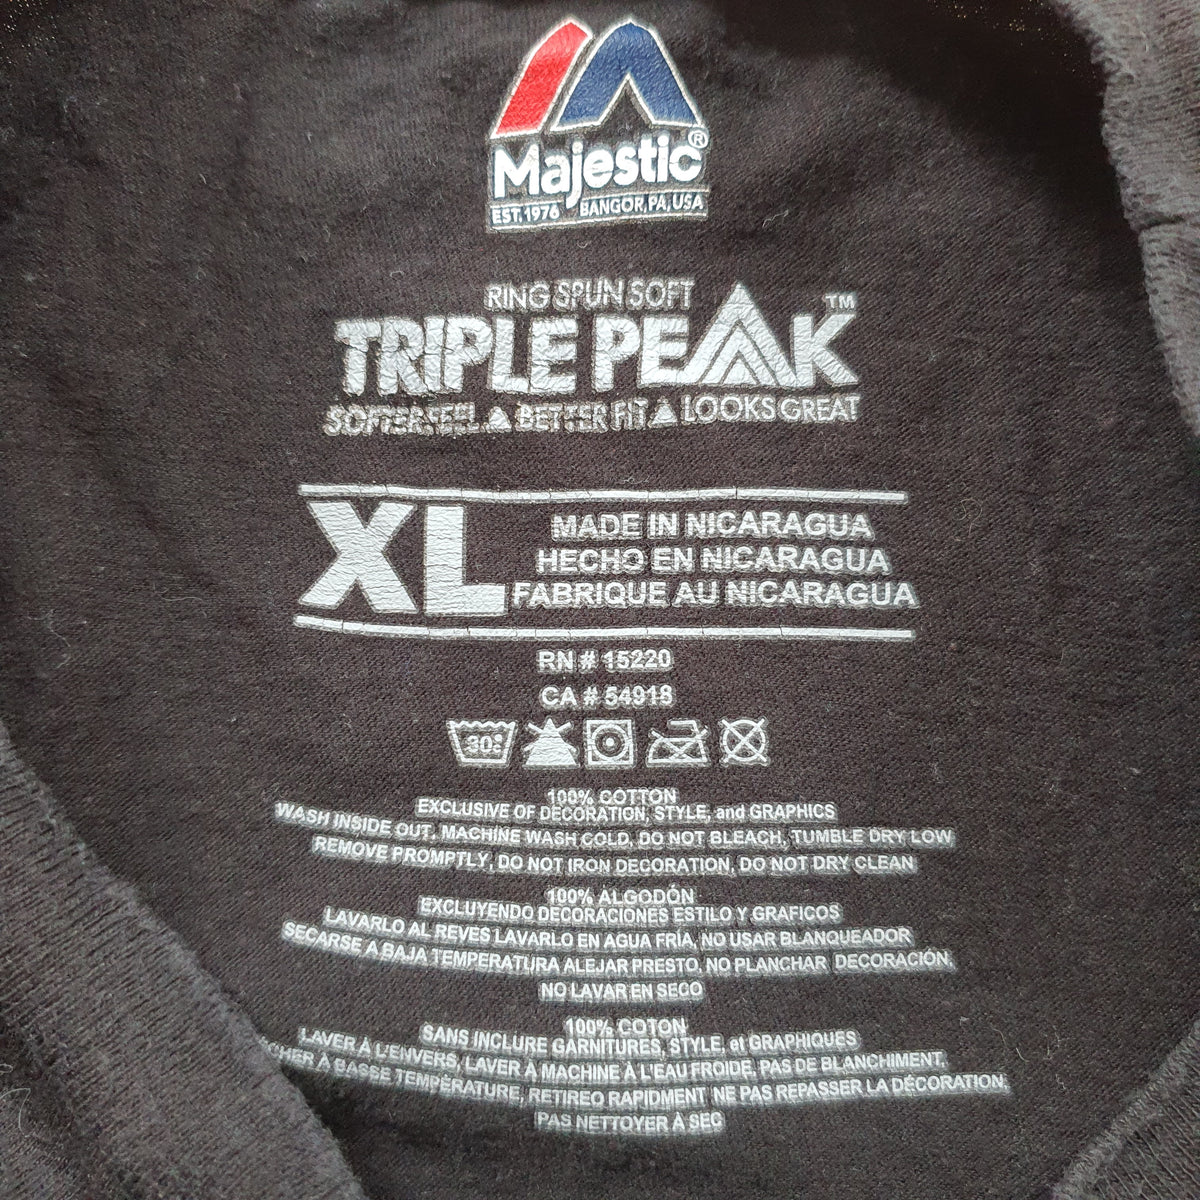 Majestic®
EST. 1976 BANGOR, PA, USA
RING SPUN SOFT
TRIPLE PEAK™
SOFTER FEEL ▲ BETTER FIT ▲ LOOKS GREAT
XL
MADE IN NICARAGUA
HECHO EN NICARAGUA
FABRIQUE AU NICARAGUA
RN # 15220
CA # 54918
30°
100% COTTON
EXCLUSIVE OF DECORATION, STYLE, and GRAPHICS
WASH INSIDE OUT, MACHINE WASH COLD, DO NOT BLEACH, TUMBLE DRY LOW
REMOVE PROMPTLY, DO NOT IRON DECORATION, DO NOT DRY CLEAN
100% ALGODÓN
EXCLUYENDO DECORACIONES ESTILO Y GRAFICOS
LAVARLO AL REVES LAVARLO EN AGUA FRÍA, NO USAR BLANQUEADOR
SECARSE A BAJA TEMPERATURA ALEJAR PRESTO, NO PLANCHAR DECORACIÓN,
NO LAVAR EN SECO
100% COTON
SANS INCLURE GARNITURES, STYLE, et GRAPHIQUES
LAVER À L'ENVERS, LAVER À MACHINE À L'EAU FROIDE, PAS DE BLANCHIMENT,
CHER À BASSE TEMPÉRATURE, RETIREO RAPIDMENT NE PAS REPASSER LA DÉCORATION.
PAS NETTOYER À SEC